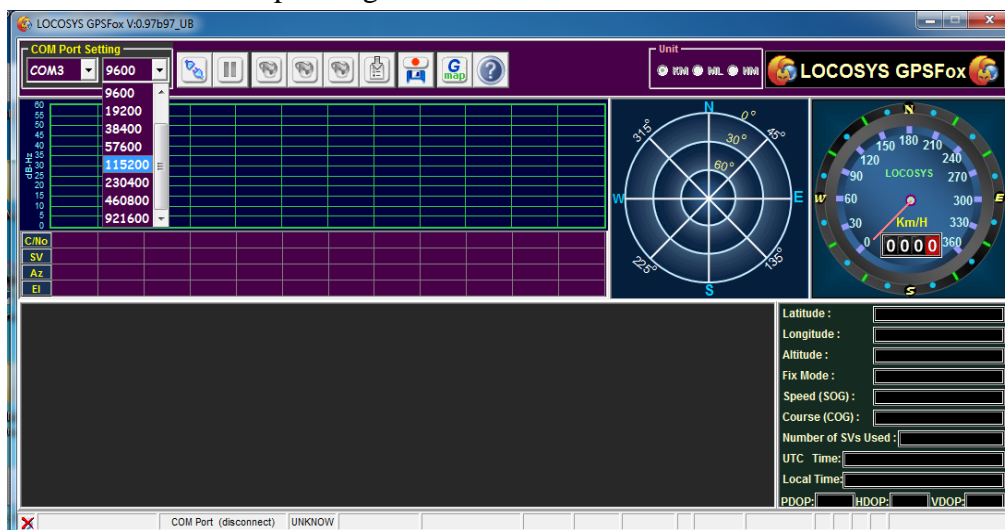 LOCOSYS GPSFox V:0.97b97_UB
COM Port Setting
COM3 9600
9600
19200
38400
57600
115200
230400
460800
921600
G map
?
Unit
KM ML NM
LOCOSYS GPSFox
dB-Hz
60
55
50
45
40
35
30
25
20
15
10
5
0
C/No
SV
Az
El
N
0°
45°
E
135°
S
225°
W
315°
30°
60°
N
E
S
W
0
30
60
90
120
150
180
210
240
270
300
330
360
LOCOSYS
Km/H
0 0 0 0
Latitude :
Longitude :
Altitude :
Fix Mode :
Speed (SOG) :
Course (COG) :
Number of SVs Used :
UTC Time:
Local Time:
PDOP: HDOP: VDOP:
COM Port (disconnect) UNKNOW